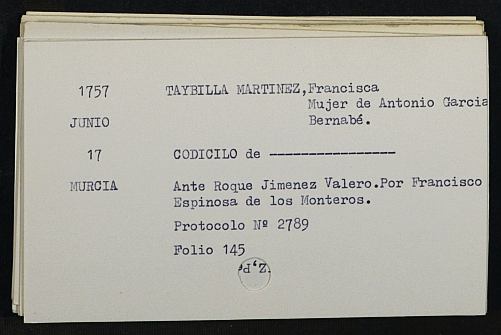 1757 TAYBILLA MARTINEZ,Francisca
Mujer de Antonio Garcia
JUNIO Bernabé.
17 CODICILO de ----------------
MURCIA Ante Roque Jimenez Valero.Por Francisco
Espinosa de los Monteros.
Protocolo Nº 2789
Folio 145